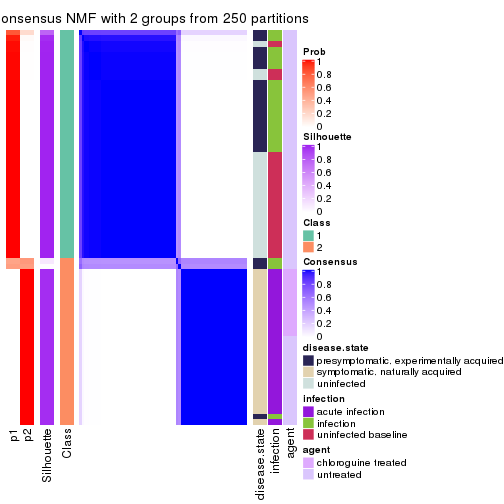 onsensus NMF with 2 groups from 250 partitions
Prob
1
0.8
0.6
0.4
0.2
0
Silhouette
1
0.8
0.6
0.4
0.2
0
Class
1
2
Consensus
1
0.8
0.6
0.4
0.2
0
disease.state
presymptomatic. experimentally acquired
symptomatic. naturally acquired
uninfected
infection
acute infection
infection
uninfected baseline
agent
chloroguine treated
untreated
p1
p2
Silhouette
Class
disease.state
infection
agent